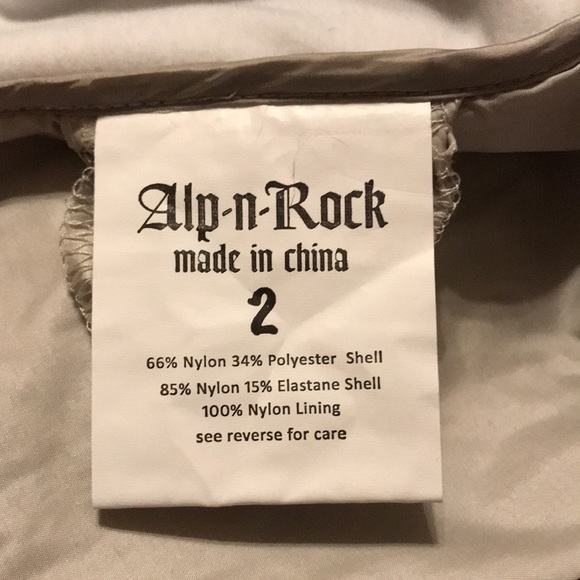 Alp-n-Rock
made in china
2
66% Nylon 34% Polyester Shell
85% Nylon 15% Elastane Shell
100% Nylon Lining
see reverse for care